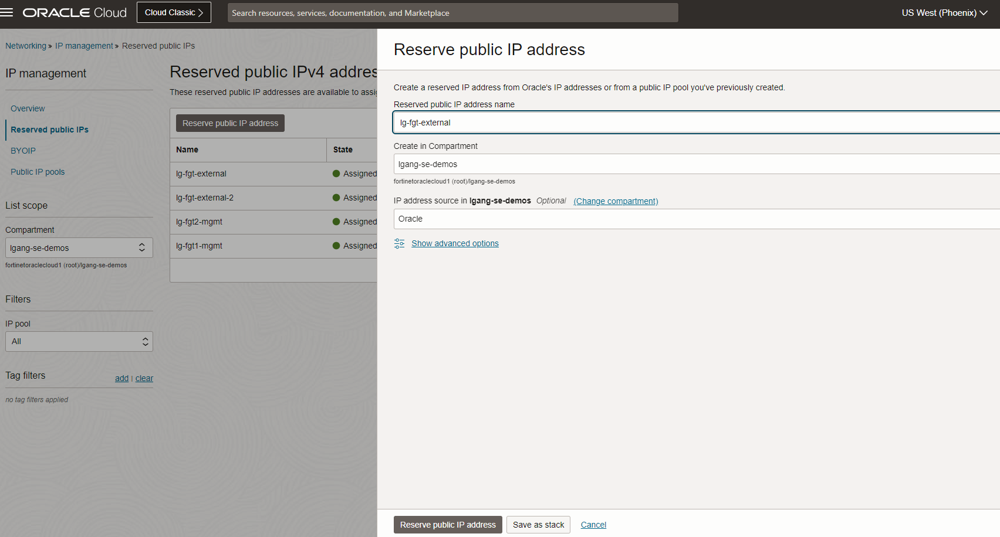 ORACLE Cloud
Cloud Classic
Search resources, services, documentation, and Marketplace
US West (Phoenix)
Networking » IP management » Reserved public IPs
IP management
Overview
Reserved public IPs
BYOIP
Public IP pools
List scope
Compartment
lgang-se-demos
fortinetoraclecloud1 (root)/lgang-se-demos
Filters
IP pool
All
Tag filters
add | clear
no tag filters applied
Reserved public IPv4
These reserved public IP addresses are available to
Reserve public IP address
Name State
lg-fgt-external Assigned
lg-fgt-external-2 Assigned
lg-fgt2-mgmt Assigned
lg-fgt1-mgmt Assigned
Reserve public IP address
Create a reserved IP address from Oracle's IP addresses or from a public IP pool you've previously created.
Reserved public IP address name
lg-fgt-external
Create in Compartment
lgang-se-demos
fortinetoraclecloud1 (root)/lgang-se-demos
IP address source in lgang-se-demos Optional (Change compartment)
Oracle
Show advanced options
Reserve public IP address
Save as stack
Cancel